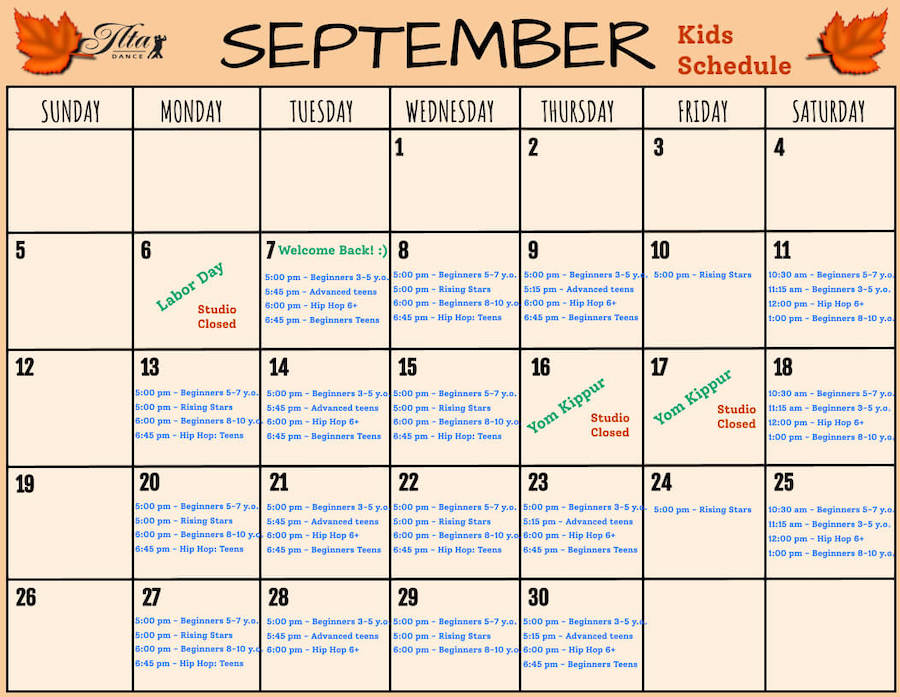 Ilta
DANCE
SEPTEMBER
Kids
Schedule
SUNDAY
MONDAY
TUESDAY
WEDNESDAY
THURSDAY
FRIDAY
SATURDAY
1
2
3
4
5
6
Labor Day
Studio
Closed
7 Welcome Back! :)
5:00 pm - Beginners 3-5 y.o.
5:45 pm - Advanced teens
6:00 pm - Hip Hop 6+
6:45 pm - Beginners Teens
8
5:00 pm - Beginners 5-7 y.o.
5:00 pm - Rising Stars
6:00 pm - Beginners 8-10 y.o
6:45 pm - Hip Hop: Teens
9
5:00 pm - Beginners 3-5 y.o.
5:15 pm - Advanced teens
6:00 pm - Hip Hop 6+
6:45 pm - Beginners Teens
10
5:00 pm - Rising Stars
11
10:30 am - Beginners 5-7 y.o.
11:15 am - Beginners 3-5 y.o.
12:00 pm - Hip Hop 6+
1:00 pm - Beginners 8-10 y.o.
12
13
5:00 pm - Beginners 5-7 y.o.
5:00 pm - Rising Stars
6:00 pm - Beginners 8-10 y.o
6:45 pm - Hip Hop: Teens
14
5:00 pm - Beginners 3-5 y.o
5:45 pm - Advanced teens
6:00 pm - Hip Hop 6+
6:45 pm - Beginners Teens
15
5:00 pm - Beginners 5-7 y.o.
5:00 pm - Rising Stars
6:00 pm - Beginners 8-10 y.o
6:45 pm - Hip Hop: Teens
16
Yom Kippur
Studio
Closed
17
Yom Kippur
Studio
Closed
18
10:30 am - Beginners 5-7 y.o.
11:15 am - Beginners 3-5 y.o.
12:00 pm - Hip Hop 6+
1:00 pm - Beginners 8-10 y.o.
19
20
5:00 pm - Beginners 5-7 y.o.
5:00 pm - Rising Stars
6:00 pm - Beginners 8-10 y.o
6:45 pm - Hip Hop: Teens
21
5:00 pm - Beginners 3-5 y.o
5:45 pm - Advanced teens
6:00 pm - Hip Hop 6+
6:45 pm - Beginners Teens
22
5:00 pm - Beginners 5-7 y.o.
5:00 pm - Rising Stars
6:00 pm - Beginners 8-10 y.o
6:45 pm - Hip Hop: Teens
23
5:00 pm - Beginners 3-5 y.o.
5:15 pm - Advanced teens
6:00 pm - Hip Hop 6+
6:45 pm - Beginners Teens
24
5:00 pm - Rising Stars
25
10:30 am - Beginners 5-7 y.o.
11:15 am - Beginners 3-5 y.o.
12:00 pm - Hip Hop 6+
1:00 pm - Beginners 8-10 y.o.
26
27
5:00 pm - Beginners 5-7 y.o.
5:00 pm - Rising Stars
6:00 pm - Beginners 8-10 y.o
6:45 pm - Hip Hop: Teens
28
5:00 pm - Beginners 3-5 y.o
5:45 pm - Advanced teens
6:00 pm - Hip Hop 6+
29
5:00 pm - Beginners 5-7 y.o.
5:00 pm - Rising Stars
6:00 pm - Beginners 8-10 y.o
30
5:00 pm - Beginners 3-5 y.o.
5:15 pm - Advanced teens
6:00 pm - Hip Hop 6+
6:45 pm - Beginners Teens